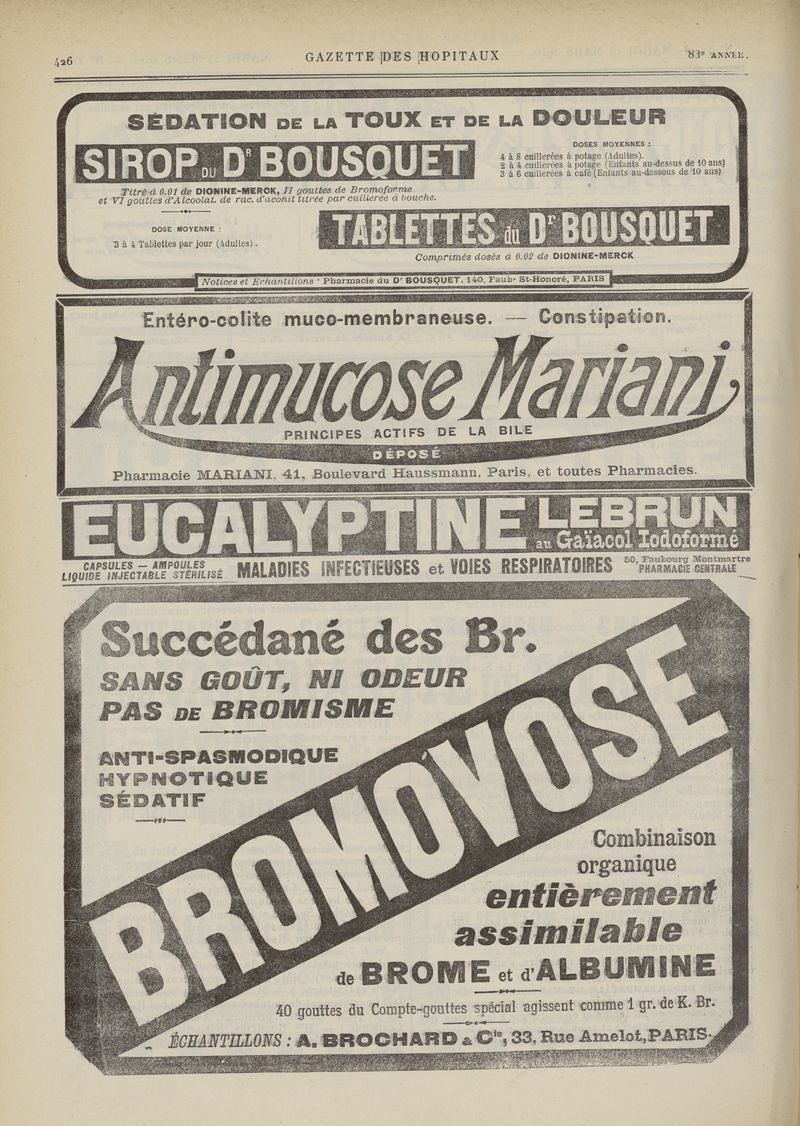 426
GAZETTE DES HOPITAUX
83e ANNÉE.
SÉDATION DE LA TOUX ET DE LA DOULEUR
SIROP DU Dr BOUSQUET
DOSES MOYENNES :
4 à 8 cuillerées à potage (Adultes).
2 à 4 cuillerées à potage (Enfants au-dessus de 10 ans)
3 à 6 cuillerées à café (Enfants au-dessous de 10 ans)
Titré à 0.01 de DIONINE-MERCK, II gouttes de Bromoforme
et VI gouttes d'Alcoolat. de rac. d'aconit titrée par cuillerée à bouche.
DOSE MOYENNE :
3 à 4 Tablettes par jour (Adultes).
TABLETTES du Dr BOUSQUET
Comprimés dosés à 0.02 de DIONINE-MERCK
Notices et Echantillons : Pharmacie du Dr BOUSQUET. 140, Faubg St-Honoré, PARIS
Entéro-colite muco-membraneuse. — Constipation.
Antimucose Mariani
PRINCIPES ACTIFS DE LA BILE
DÉPOSÉ
Pharmacie MARIANI, 41, Boulevard Haussmann, Paris, et toutes Pharmacies.
EUCALYPTINE LEBRUN
au Gaïacol Iodoformé
CAPSULES — AMPOULES
LIQUIDE INJECTABLE STÉRILISÉ
MALADIES INFECTIEUSES et VOIES RESPIRATOIRES
50, Faubourg Montmartre
PHARMACIE CENTRALE
Succédané des Br.
SANS GOÛT, NI ODEUR
PAS DE BROMISME
ANTI-SPASMODIQUE
HYPNOTIQUE
SÉDATIF
BROMOVOSE
Combinaison
organique
entièrement
assimilable
de BROME et d'ALBUMINE
40 gouttes du Compte-gouttes spécial agissent comme 1 gr. de K. Br.
ÉCHANTILLONS : A. BROCHARD & Cie, 33, Rue Amelot, PARIS.